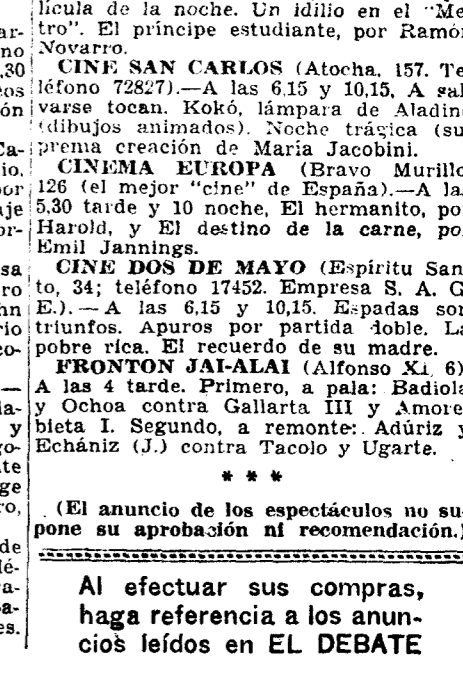 lícula de la noche. Un idilio en el "Me-
tro". El príncipe estudiante, por Ramón
Novarro.
CINE SAN CARLOS (Atocha, 157. Te-
léfono 72827).—A las 6,15 y 10,15, A sal-
varse tocan. Kokó, lámpara de Aladino
(dibujos animados). Noche trágica (su-
prema creación de María Jacobini.
CINEMA EUROPA (Bravo Murillo,
126 (el mejor "cine" de España).—A las
5,30 tarde y 10 noche, El hermanito, por
Harold, y El destino de la carne, por
Emil Jannings.
CINE DOS DE MAYO (Espíritu San-
to, 34; teléfono 17452. Empresa S. A. G.
E.).—A las 6,15 y 10,15. Espadas son
triunfos. Apuros por partida doble. La
pobre rica. El recuerdo de su madre.
FRONTON JAI-ALAI (Alfonso XI, 6).
A las 4 tarde. Primero, a pala: Badiola
y Ochoa contra Gallarta III y Amore-
bieta I. Segundo, a remonte: Adúriz y
Echániz (J.) contra Tacolo y Ugarte.
* * *
(El anuncio de los espectáculos no su-
pone su aprobación ni recomendación.)
Al efectuar sus compras,
haga referencia a los anun-
cios leídos en EL DEBATE